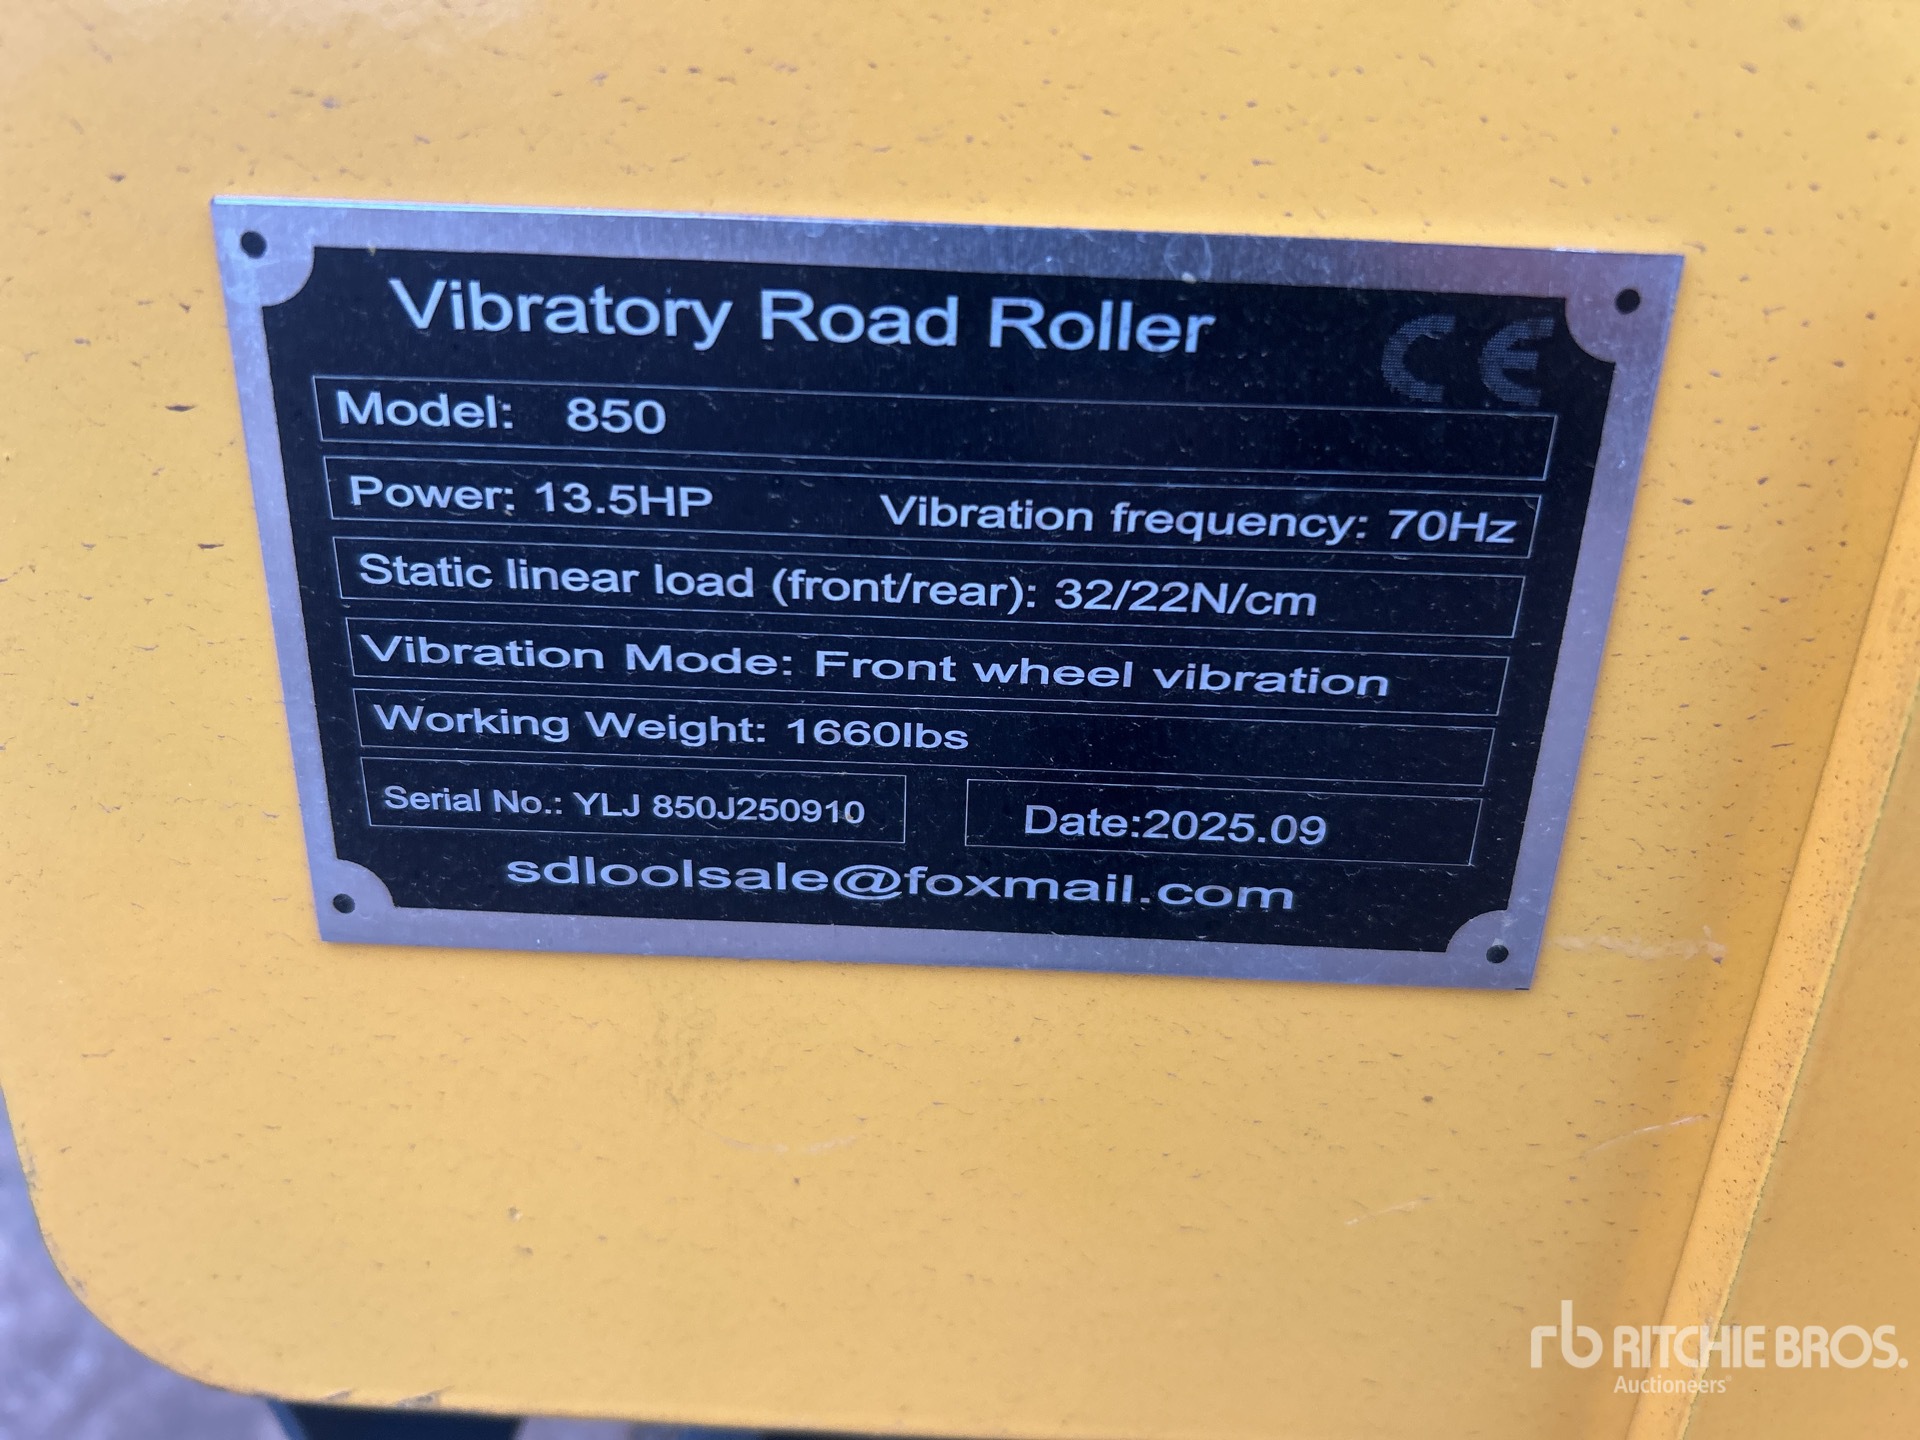 Vibratory Road Roller
CE
Model: 850
Power: 13.5HP Vibration frequency: 70Hz
Static linear load (front/rear): 32/22N/cm
Vibration Mode: Front wheel vibration
Working Weight: 1660lbs
Serial No.: YLJ 850J250910 Date:2025.09
sdloolsale@foxmail.com
rb RITCHIE BROS.
Auctioneers